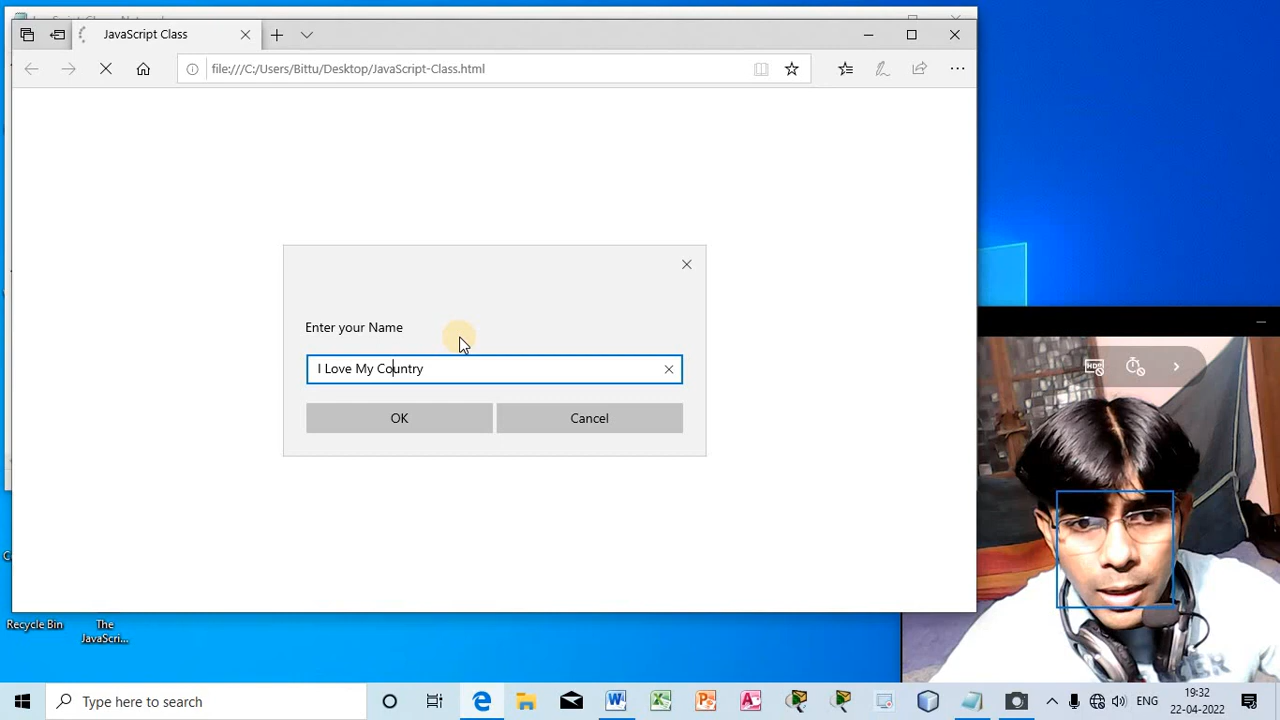 JavaScript Class
file:///C:/Users/Bittu/Desktop/JavaScript-Class.html
Enter your Name
I Love My Country
OK
Cancel
HDR
Recycle Bin
The
JavaScri...
Type here to search
ENG
19:32
22-04-2022